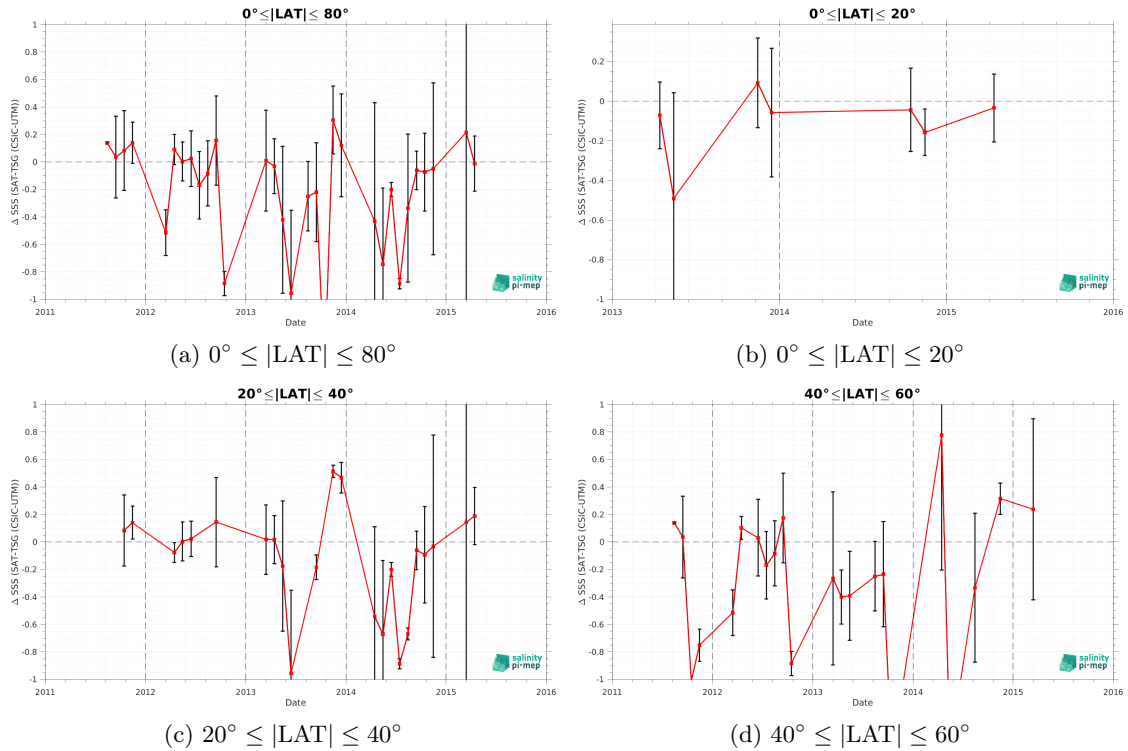 0°≤|LAT|≤ 80°
Δ SSS (SAT-TSG (CSIC-UTM))
1
0.8
0.6
0.4
0.2
0
-0.2
-0.4
-0.6
-0.8
-1
2011
2012
2013
2014
2015
2016
Date
salinity
pi-mep
(a) 0° ≤ |LAT| ≤ 80°
0°≤|LAT|≤ 20°
Δ SSS (SAT-TSG (CSIC-UTM))
0.2
0
-0.2
-0.4
-0.6
-0.8
-1
2013
2014
2015
2016
Date
salinity
pi-mep
(b) 0° ≤ |LAT| ≤ 20°
20°≤|LAT|≤ 40°
Δ SSS (SAT-TSG (CSIC-UTM))
1
0.8
0.6
0.4
0.2
0
-0.2
-0.4
-0.6
-0.8
-1
2011
2012
2013
2014
2015
2016
Date
salinity
pi-mep
(c) 20° ≤ |LAT| ≤ 40°
40°≤|LAT|≤ 60°
Δ SSS (SAT-TSG (CSIC-UTM))
1
0.8
0.6
0.4
0.2
0
-0.2
-0.4
-0.6
-0.8
-1
2011
2012
2013
2014
2015
2016
Date
salinity
pi-mep
(d) 40° ≤ |LAT| ≤ 60°